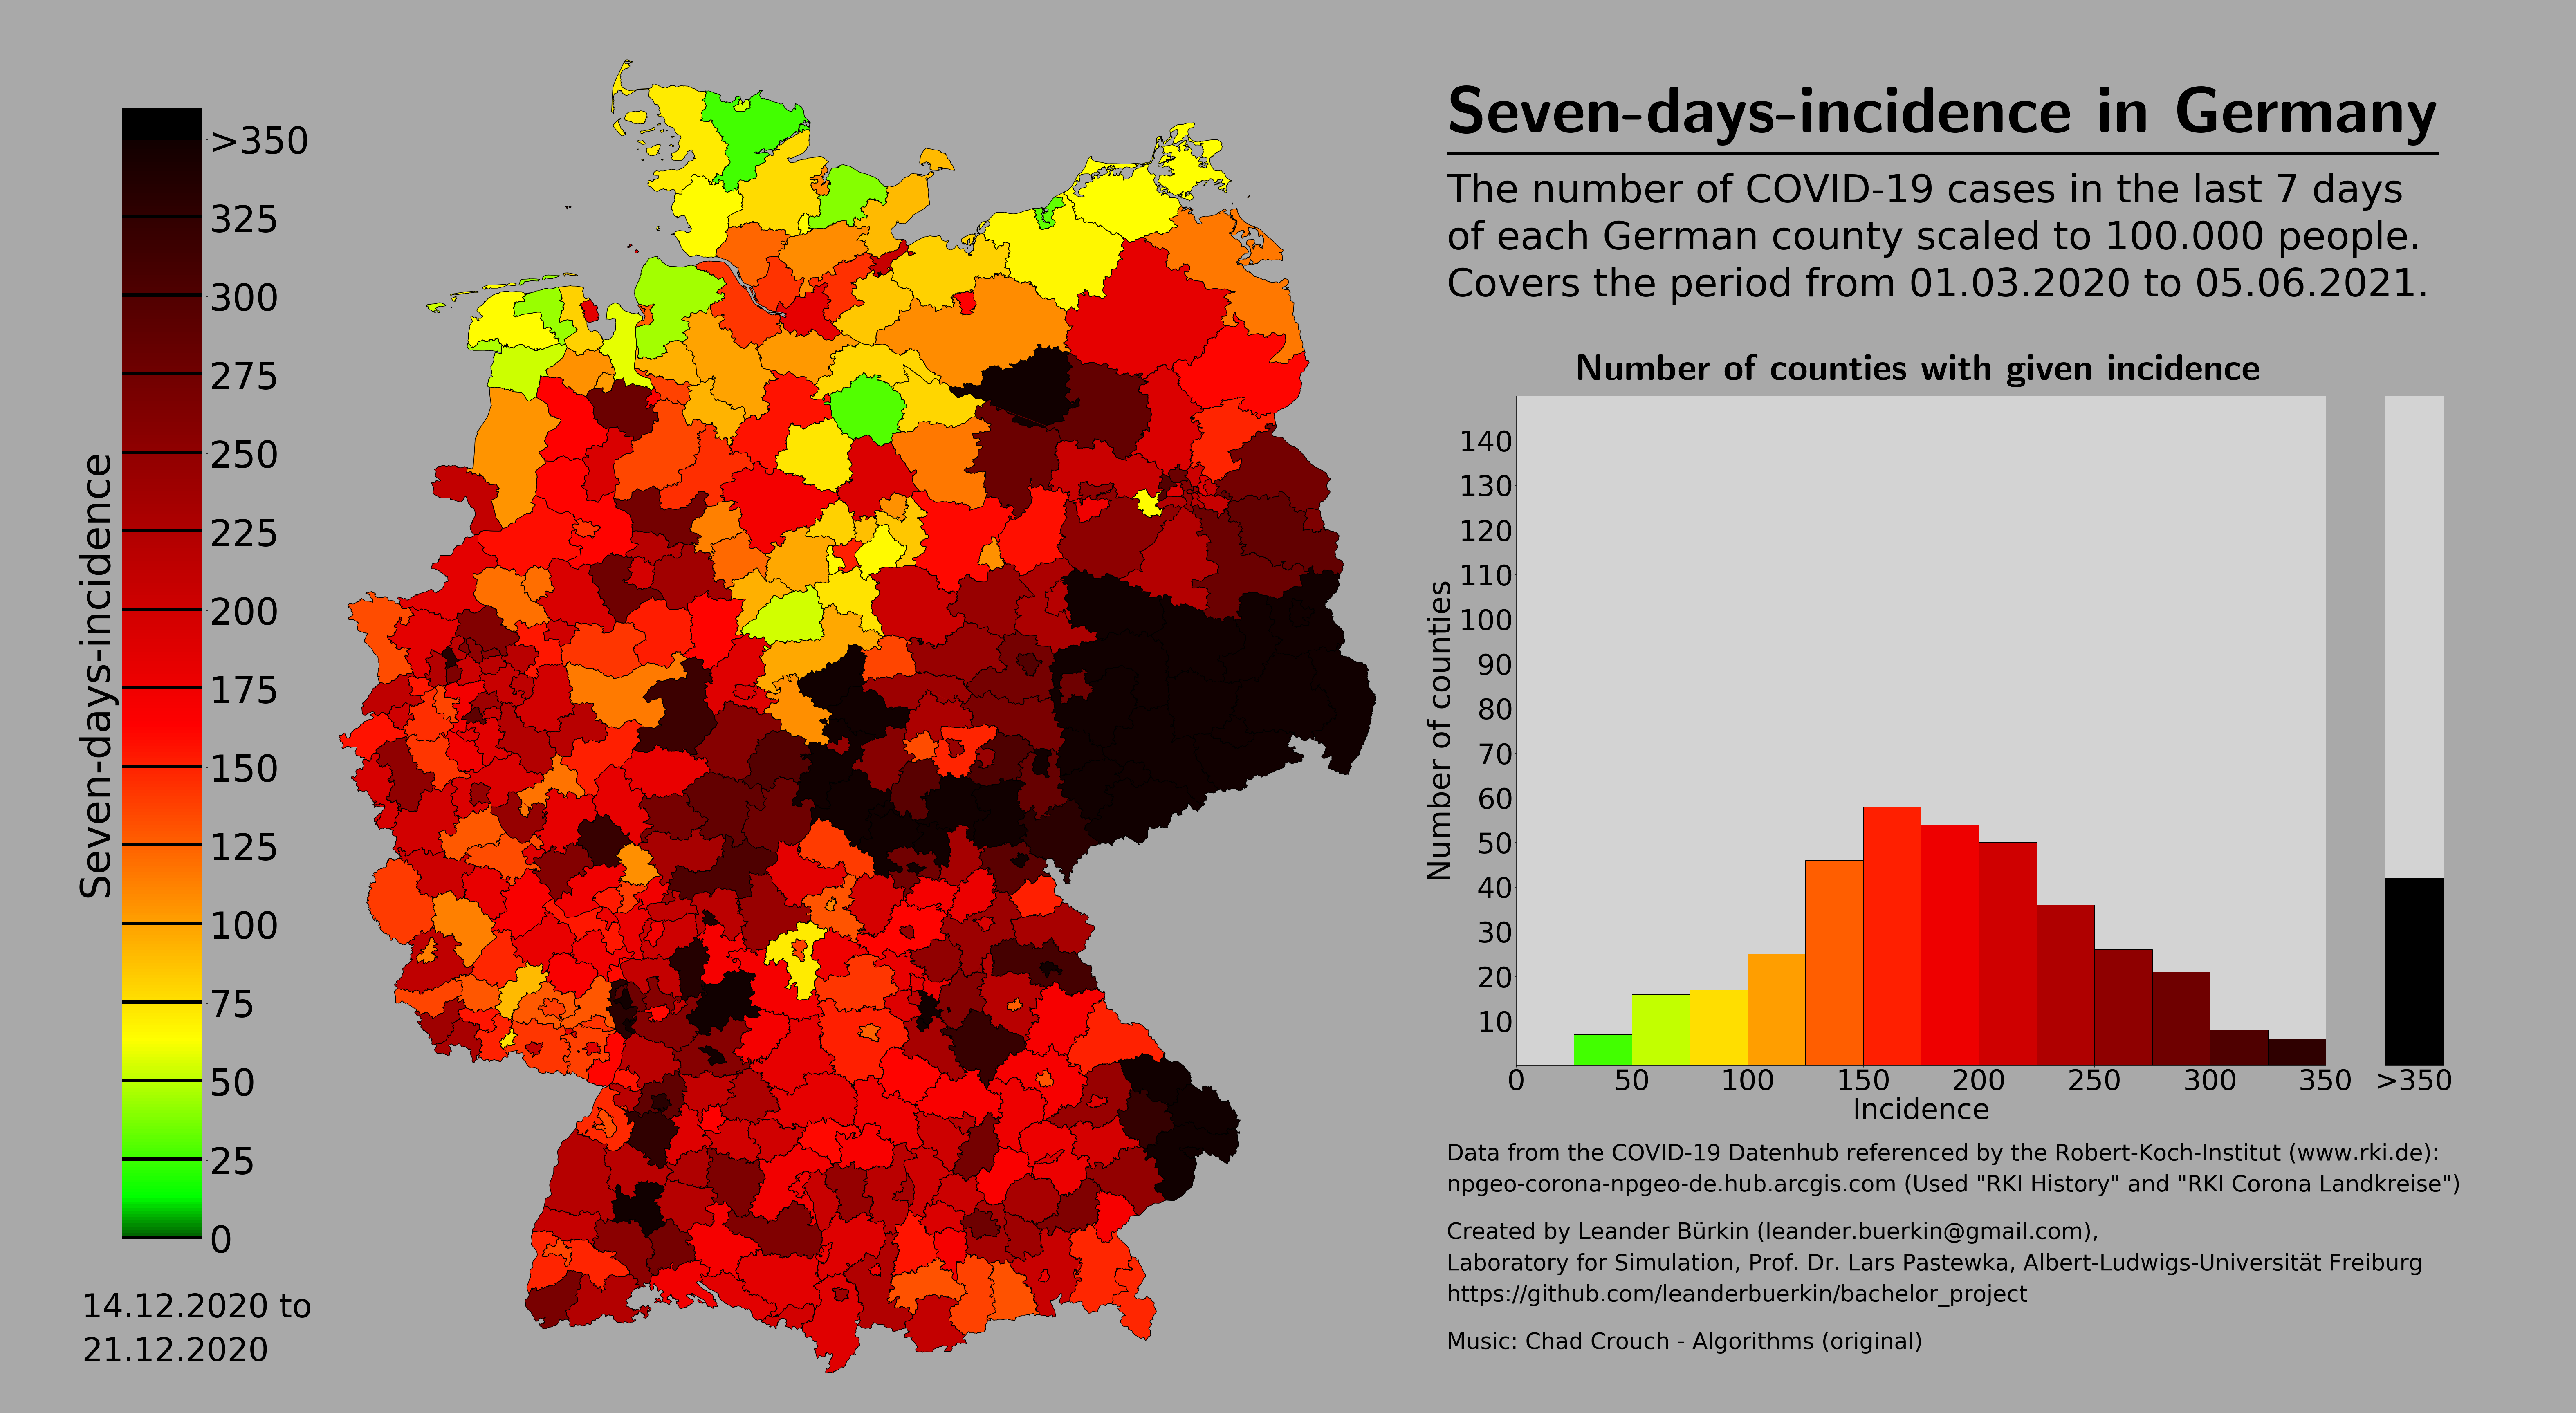 Seven-days-incidence in Germany
The number of COVID-19 cases in the last 7 days
of each German county scaled to 100.000 people.
Covers the period from 01.03.2020 to 05.06.2021.
Seven-days-incidence
>350
325
300
275
250
225
200
175
150
125
100
75
50
25
0
14.12.2020 to
21.12.2020
Number of counties with given incidence
Number of counties
140
130
120
110
100
90
80
70
60
50
40
30
20
10
0 50 100 150 200 250 300 350 >350
Incidence
Data from the COVID-19 Datenhub referenced by the Robert-Koch-Institut (www.rki.de):
npgeo-corona-npgeo-de.hub.arcgis.com (Used "RKI History" and "RKI Corona Landkreise")
Created by Leander Bürkin (leander.buerkin@gmail.com),
Laboratory for Simulation, Prof. Dr. Lars Pastewka, Albert-Ludwigs-Universität Freiburg
https://github.com/leanderbuerkin/bachelor_project
Music: Chad Crouch - Algorithms (original)